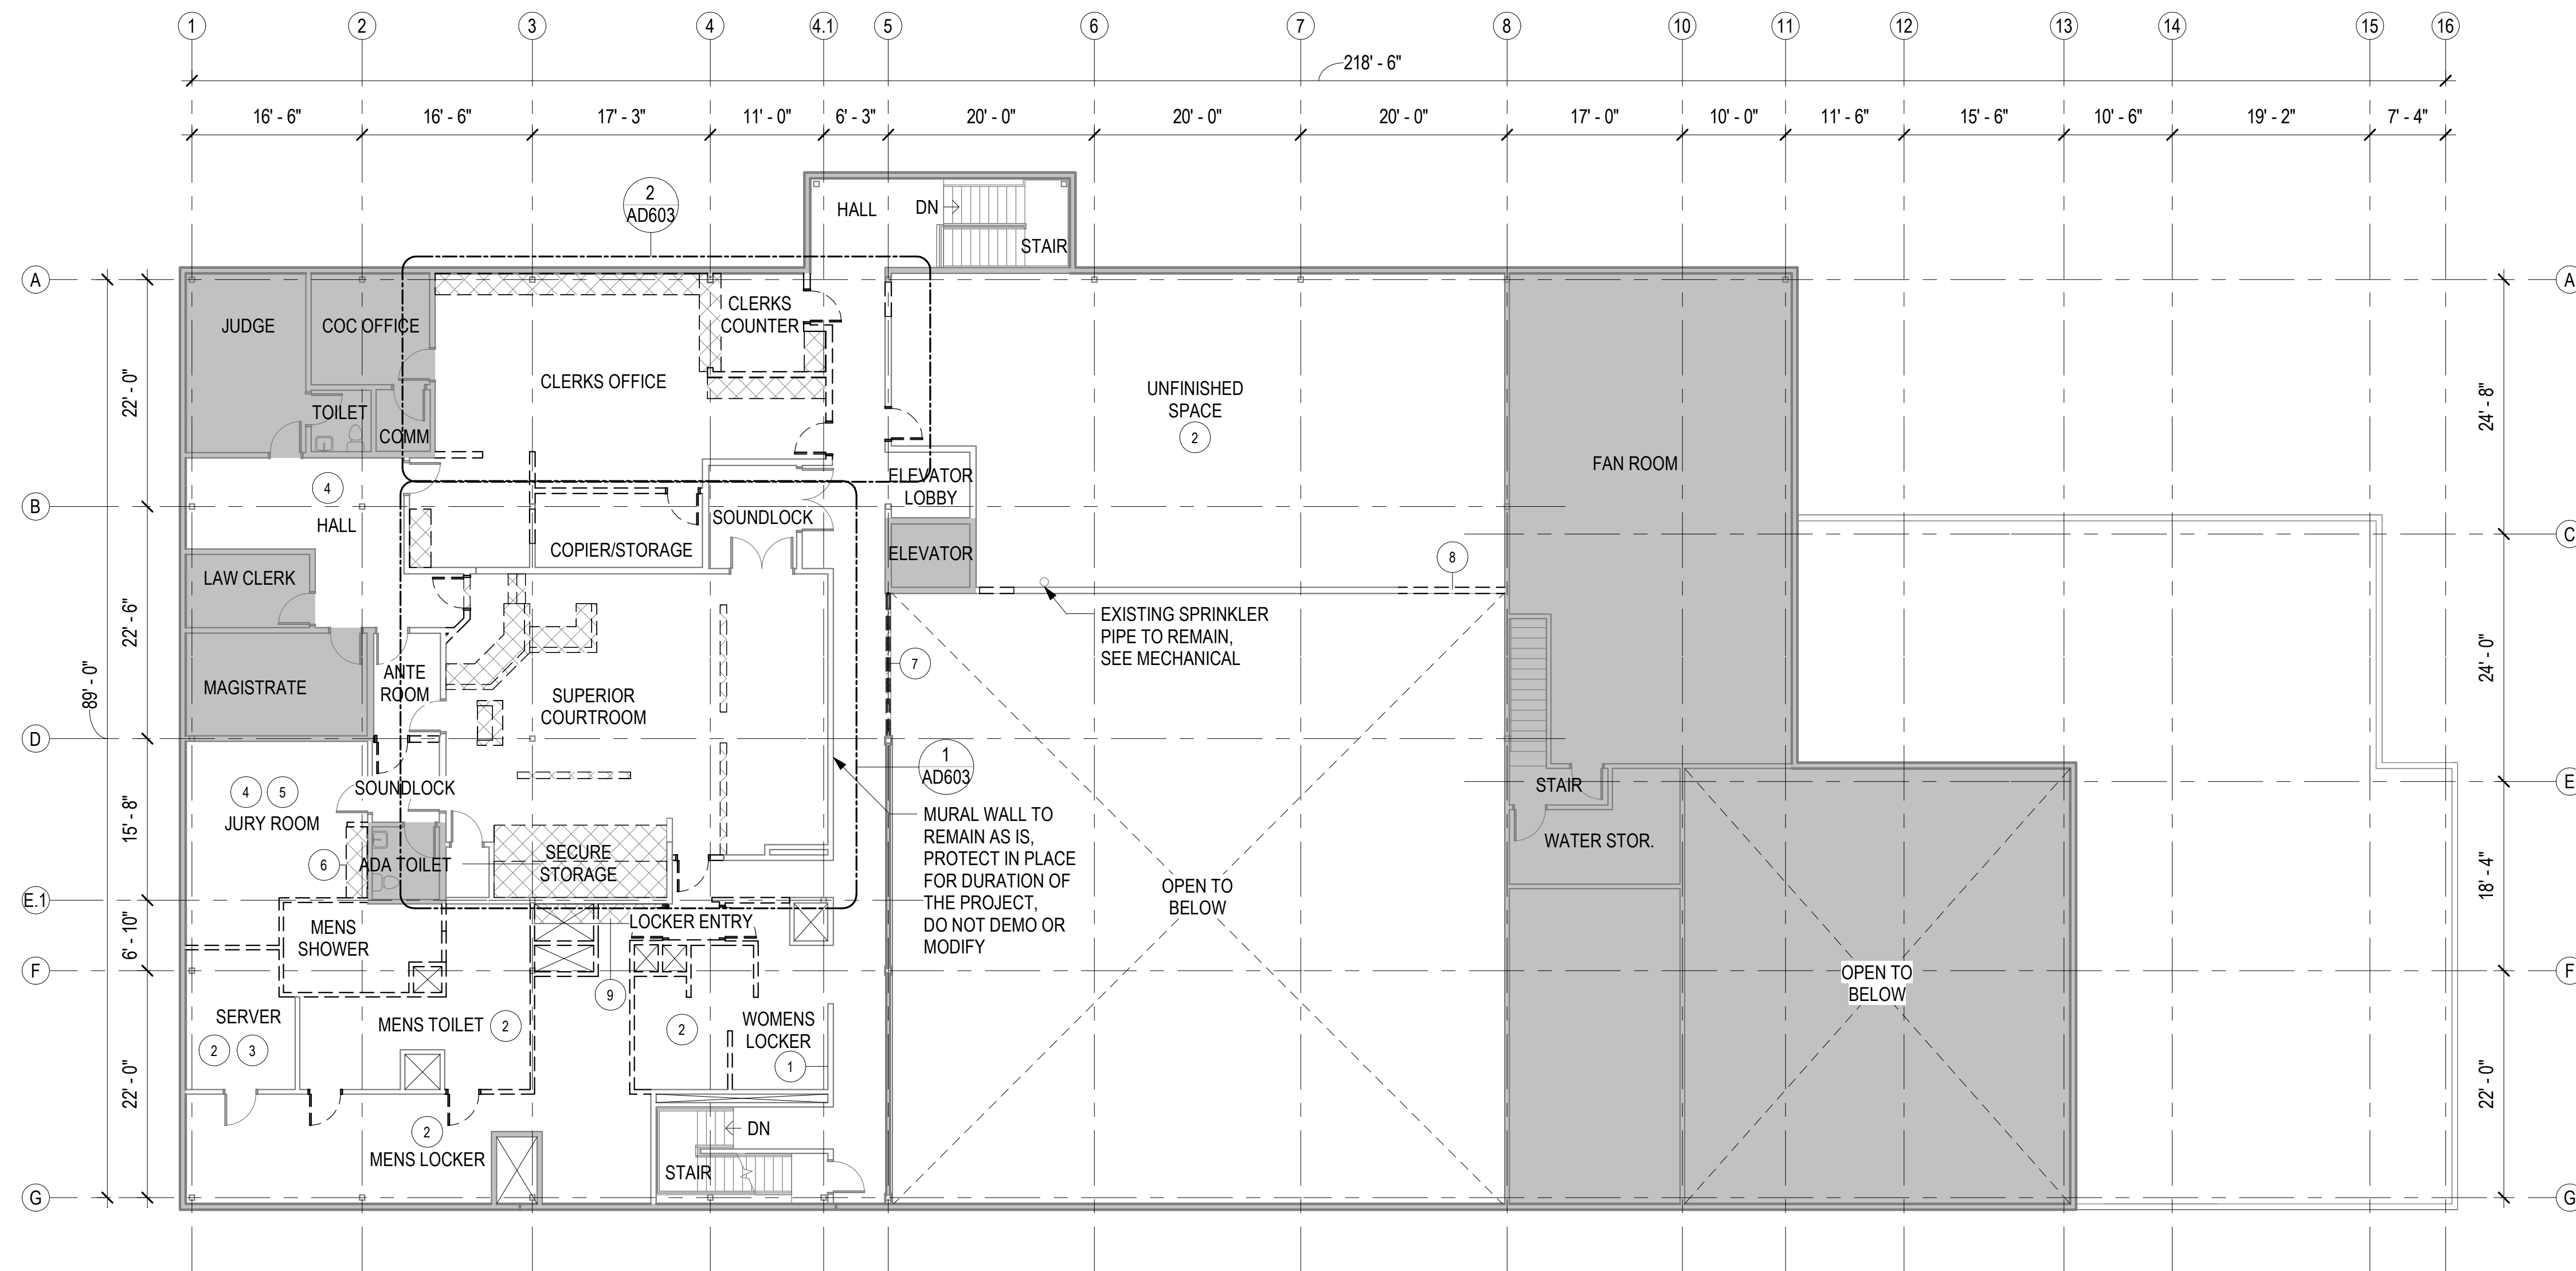 1 2 3 4 4.1 5 6 7 8 10 11 12 13 14 15 16
218' - 6"
16' - 6" 16' - 6" 17' - 3" 11' - 0" 6' - 3" 20' - 0" 20' - 0" 20' - 0" 17' - 0" 10' - 0" 11' - 6" 15' - 6" 10' - 6" 19' - 2" 7' - 4"
2
AD603
HALL
DN
STAIR
A
A
JUDGE
COC OFFICE
CLERKS
COUNTER
CLERKS OFFICE
TOILET
COMM
22' - 0"
24' - 8"
UNFINISHED
SPACE
2
FAN ROOM
4
HALL
ELEVATOR
LOBBY
B
SOUNDLOCK
C
COPIER/STORAGE
ELEVATOR
8
LAW CLERK
22' - 6"
EXISTING SPRINKLER
PIPE TO REMAIN,
SEE MECHANICAL
7
24' - 0"
89' - 0"
MAGISTRATE
ANTE
ROOM
SUPERIOR
COURTROOM
D
1
AD603
E
4 5
JURY ROOM
SOUNDLOCK
STAIR
15' - 8"
MURAL WALL TO
REMAIN AS IS,
PROTECT IN PLACE
FOR DURATION OF
THE PROJECT,
DO NOT DEMO OR
MODIFY
WATER STOR.
6
ADA TOILET
SECURE
STORAGE
18' - 4"
OPEN TO
BELOW
E.1
6' - 10"
MENS
SHOWER
LOCKER ENTRY
F
F
OPEN TO
BELOW
9
SERVER
2 3
MENS TOILET
2
2
WOMENS
LOCKER
1
22' - 0"
22' - 0"
2
MENS LOCKER
DN
STAIR
G
G